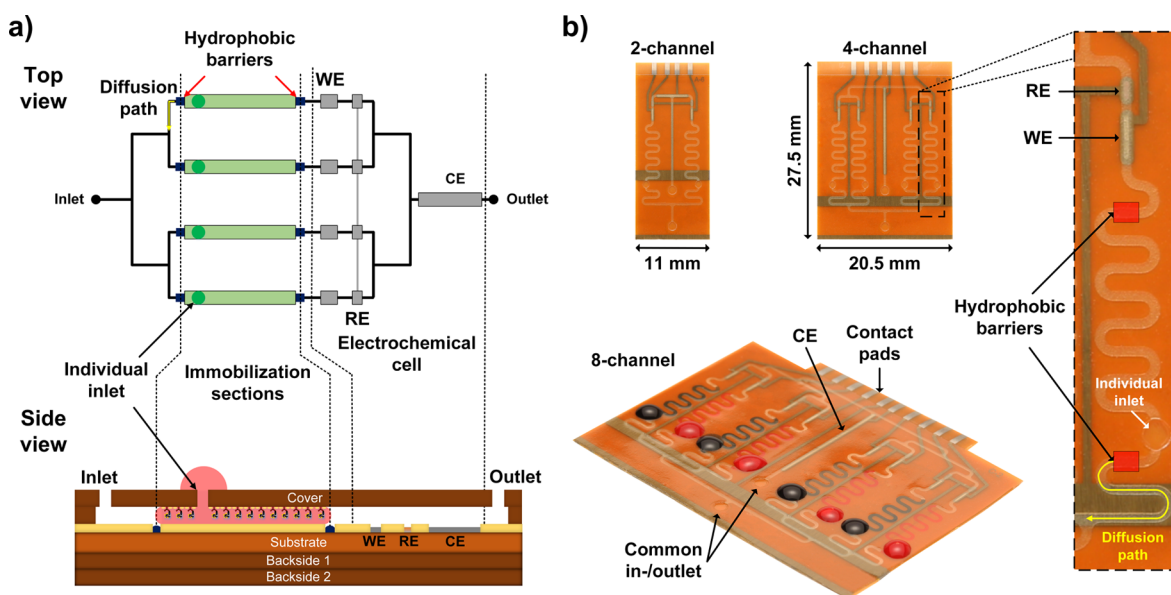 a)
Top
view
Hydrophobic
barriers
WE
Diffusion
path
CE
Inlet
Outlet
RE
Electrochemical
cell
Individual
inlet
Immobilization
sections
Side
view
Inlet
Outlet
Cover
Substrate
WE
RE
CE
Backside 1
Backside 2
b)
2-channel
4-channel
27.5 mm
11 mm
20.5 mm
RE
WE
Hydrophobic
barriers
Individual
inlet
Diffusion
path
8-channel
CE
Contact
pads
Common
in-/outlet